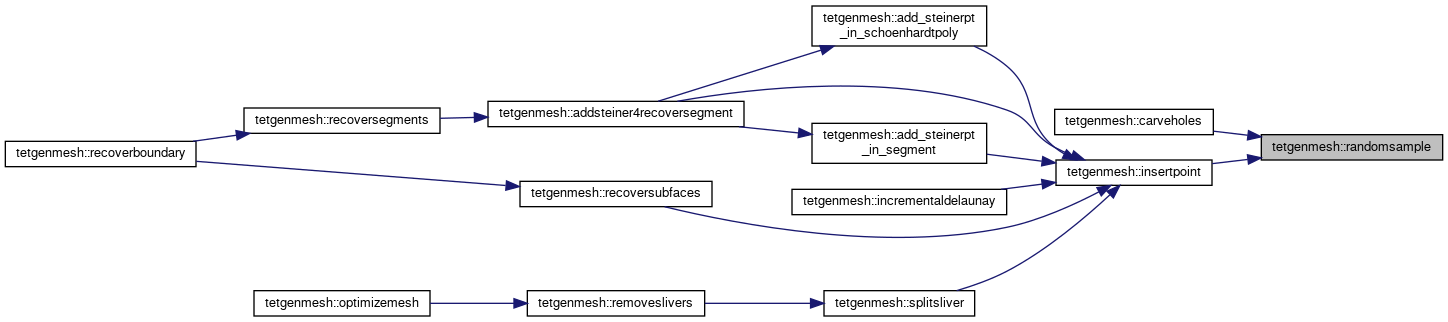 tetgenmesh::add_steinerpt
_in_schoenhardtpoly
tetgenmesh::addsteiner4recoversegment
tetgenmesh::recoversegments
tetgenmesh::carveholes
tetgenmesh::recoverboundary
tetgenmesh::add_steinerpt
_in_segment
tetgenmesh::randomsample
tetgenmesh::insertpoint
tetgenmesh::recoversubfaces
tetgenmesh::incrementaldelaunay
tetgenmesh::optimizemesh
tetgenmesh::removeslivers
tetgenmesh::splitsliver